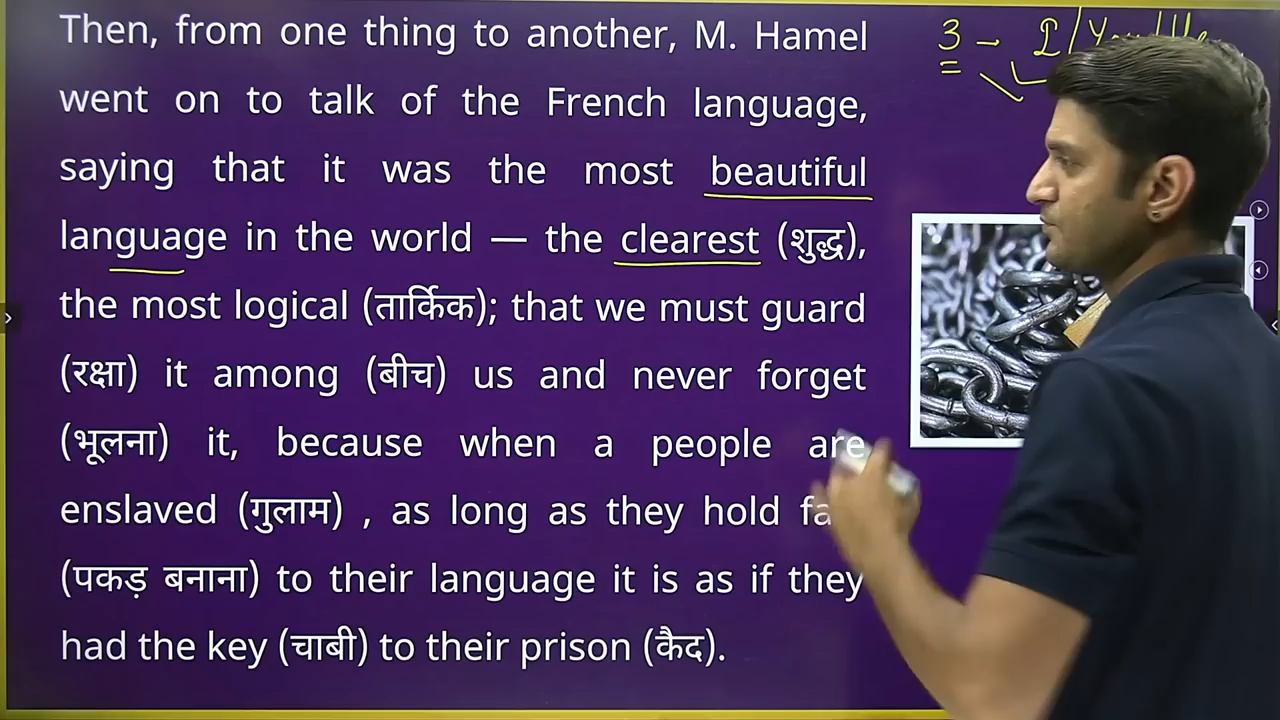 Then, from one thing to another, M. Hamel
went on to talk of the French language,
saying that it was the most beautiful
language in the world — the clearest (शुद्ध),
the most logical (तार्किक); that we must guard
(रक्षा) it among (बीच) us and never forget
(भूलना) it, because when a people are
enslaved (गुलाम) , as long as they hold
(पकड़ बनाना) to their language it is as if they
had the key (चाबी) to their prison (कैद).
3 – I/You/